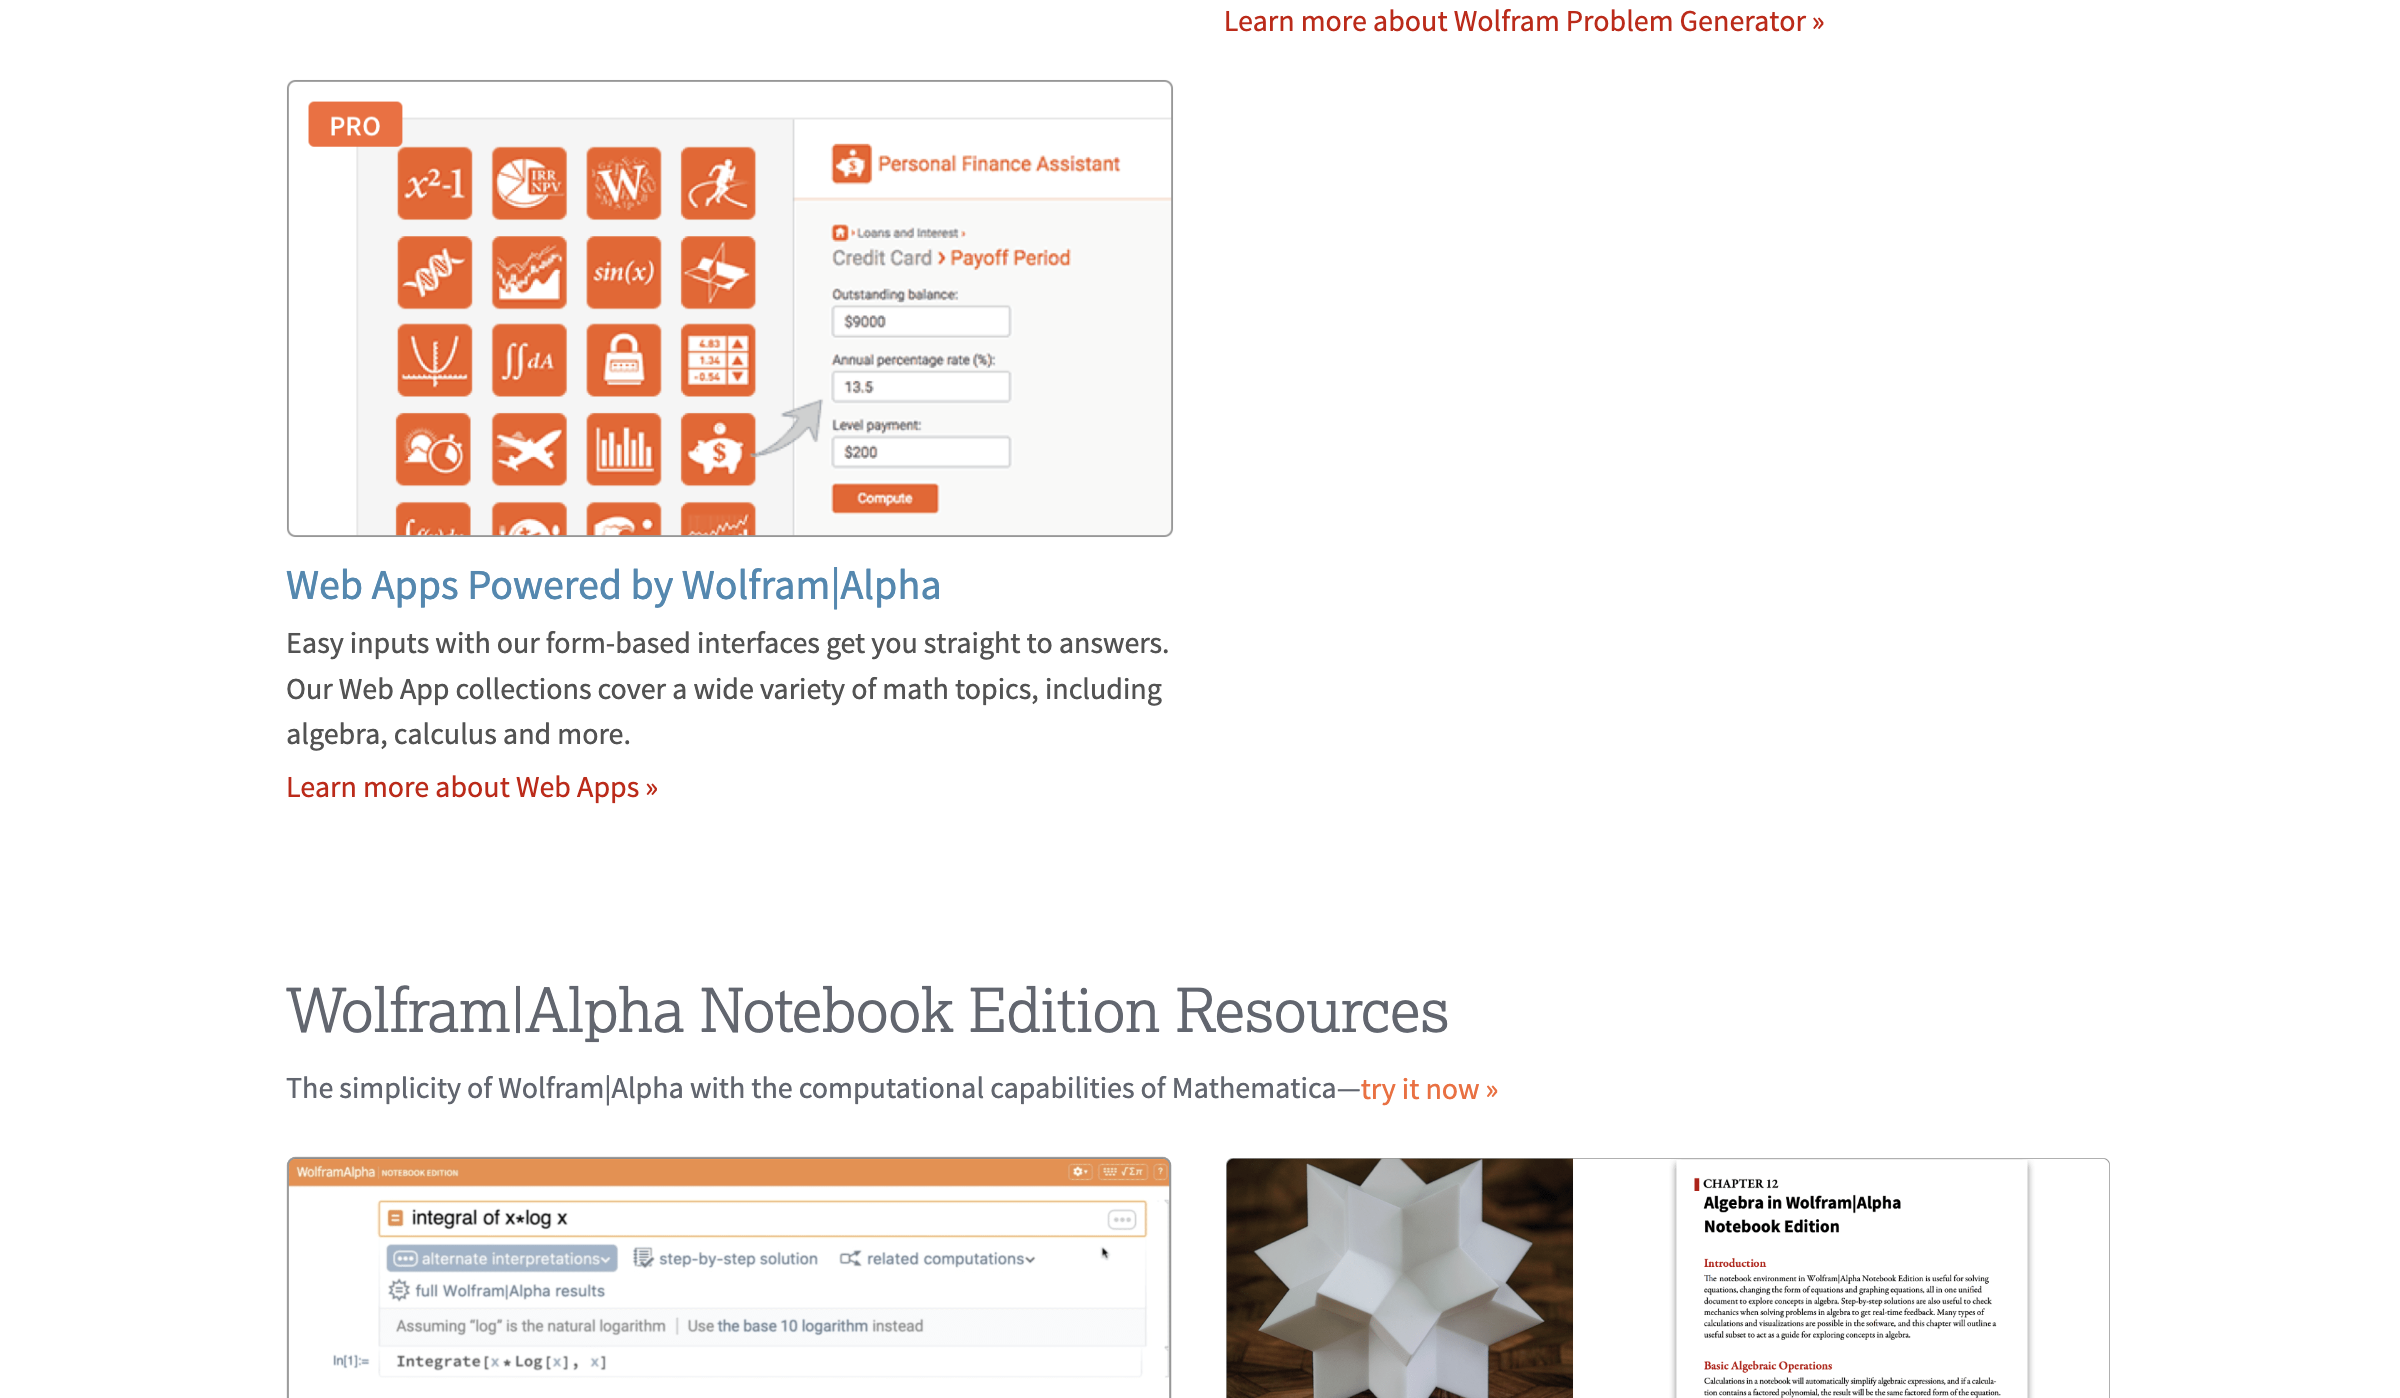 Learn more about Wolfram Problem Generator »
PRO
x²-1
IRR
NPV
W
sin(x)
∫∫dA
4.83
1.34
-0.54
$
Personal Finance Assistant
› Loans and Interest ›
Credit Card › Payoff Period
Outstanding balance:
$9000
Annual percentage rate (%):
13.5
Level payment:
$200
Compute
Web Apps Powered by Wolfram|Alpha
Easy inputs with our form-based interfaces get you straight to answers.
Our Web App collections cover a wide variety of math topics, including
algebra, calculus and more.
Learn more about Web Apps »
Wolfram|Alpha Notebook Edition Resources
The simplicity of Wolfram|Alpha with the computational capabilities of Mathematica—try it now »
WolframAlpha NOTEBOOK EDITION
√Σπ ?
integral of x*log x
alternate interpretations step-by-step solution related computations
full Wolfram|Alpha results
Assuming "log" is the natural logarithm | Use the base 10 logarithm instead
In[1]:= Integrate[x * Log[x], x]
CHAPTER 12
Algebra in Wolfram|Alpha
Notebook Edition
Introduction
The notebook environment in Wolfram|Alpha Notebook Edition is useful for solving
equations, changing the form of equations and graphing equations, all in one unified
document to explore concepts in algebra. Step-by-step solutions are also useful to check
mechanics when solving problems in algebra to get real-time feedback. Many types of
calculations and visualizations are possible in the software, and this chapter will outline a
useful subset to act as a guide for exploring concepts in algebra.
Basic Algebraic Operations
Calculations in a notebook will automatically simplify algebraic expressions, and if a calcula-
tion contains a factored polynomial, the result will be the same factored form of the equation.